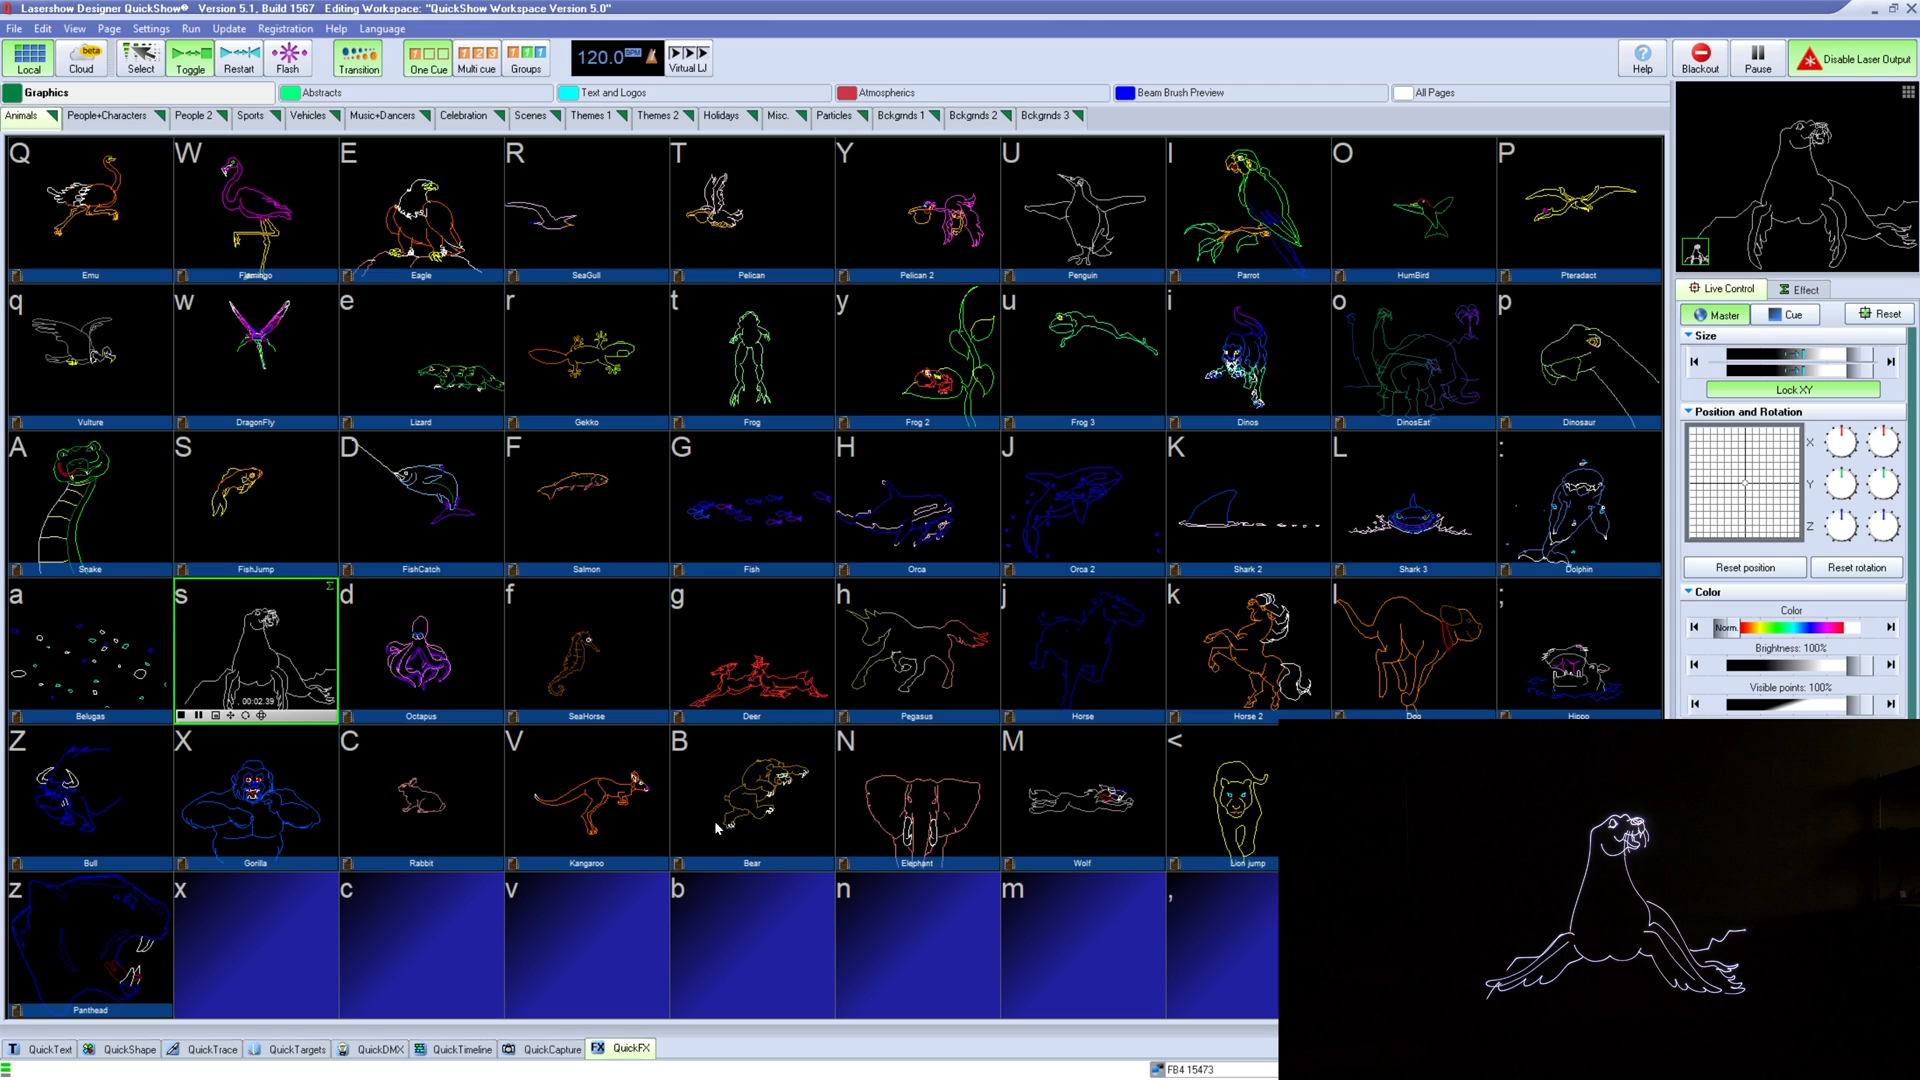 Lasershow Designer QuickShow® Version 5.1, Build 1567 Editing Workspace: "QuickShow Workspace Version 5.0"
File Edit View Page Settings Run Update Registration Help Language
Local Cloud beta Select Toggle Restart Flash Transition One Cue Multi cue Groups 120.0 BPM Virtual LJ Help Blackout Pause Disable Laser Output
Graphics Abstracts Text and Logos Atmospherics Beam Brush Preview All Pages
Animals People+Characters People 2 Sports Vehicles Music+Dancers Celebration Scenes Themes 1 Themes 2 Holidays Misc. Particles Bckgrnds 1 Bckgrnds 2 Bckgrnds 3
Q W E R T Y U I O P
Emu Flamingo Eagle SeaGull Pelican Pelican 2 Penguin Parrot HumBird Pteradact
q w e r t y u i o p
Vulture DragonFly Lizard Gekko Frog Frog 2 Frog 3 Dinos DinosEat Dinosaur
A S D F G H J K L :
Snake FishJump FishCatch Salmon Fish Orca Orca 2 Shark 2 Shark 3 Dolphin
a s d f g h j k l ;
00:02.39
Belugas Octapus SeaHorse Deer Pegasus Horse Horse 2 Dog Hippo
Z X C V B N M <
Bull Gorilla Rabbit Kangaroo Bear Elephant Wolf Lion jump
z x c v b n m ,
Panthead
Live Control Effect
Master Cue Reset
Size
Lock XY
Position and Rotation
X
Y
Z
Reset position Reset rotation
Color
Color
Norm.
Brightness: 100%
Visible points: 100%
QuickText QuickShape QuickTrace QuickTargets QuickDMX QuickTimeline QuickCapture FX QuickFX
FB4 15473